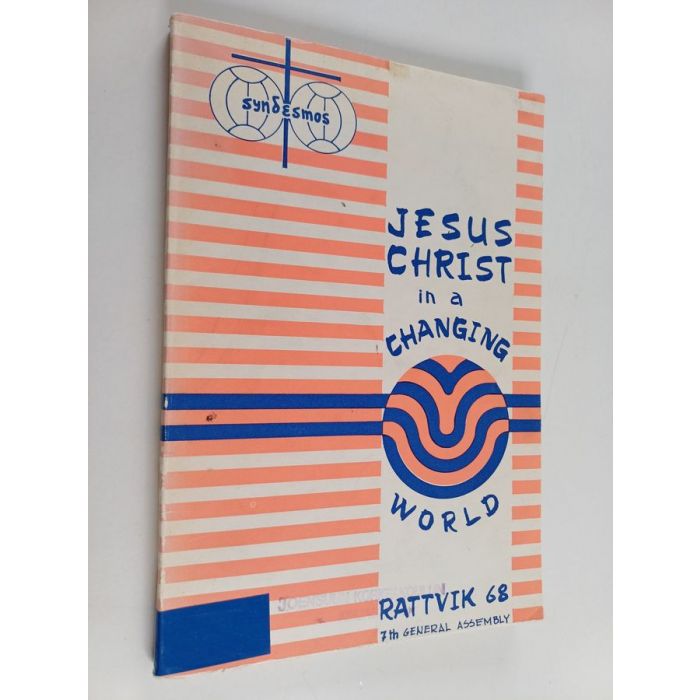 syndesmos
JESUS
CHRIST
in a
CHANGING
WORLD
RATTVIK 68
7th GENERAL ASSEMBLY